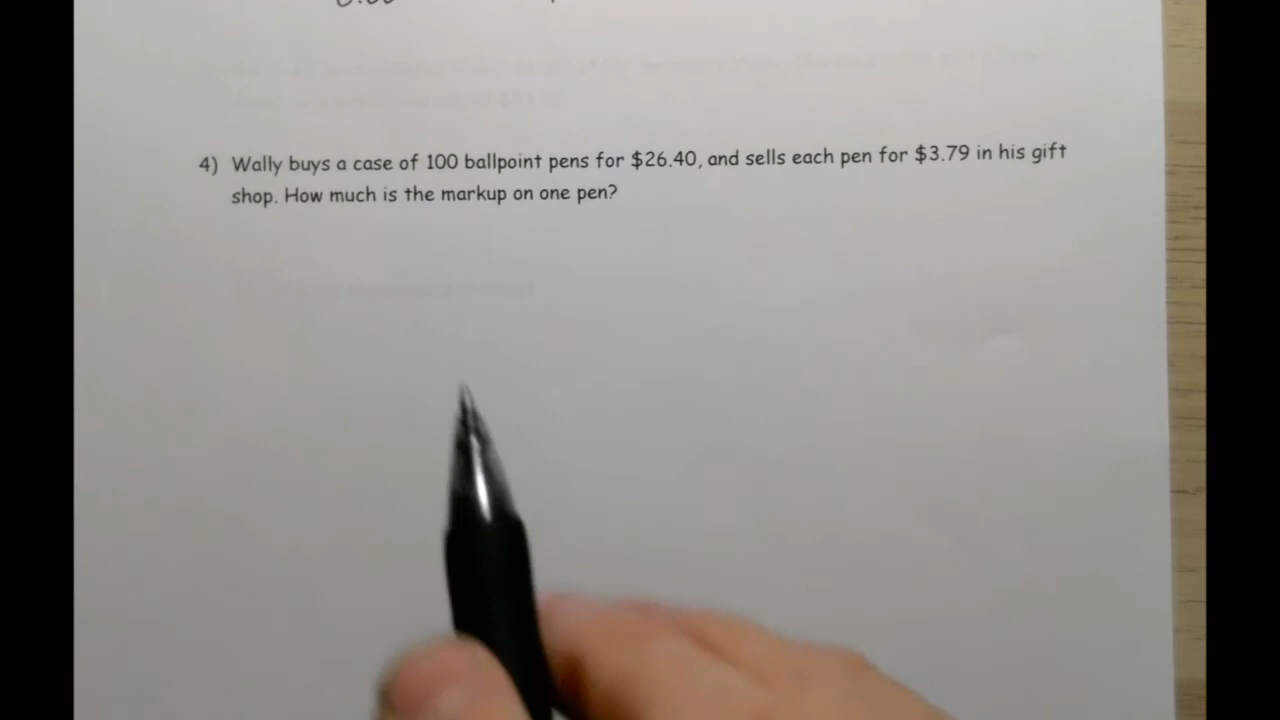 4) Wally buys a case of 100 ballpoint pens for $26.40, and sells each pen for $3.79 in his gift
shop. How much is the markup on one pen?